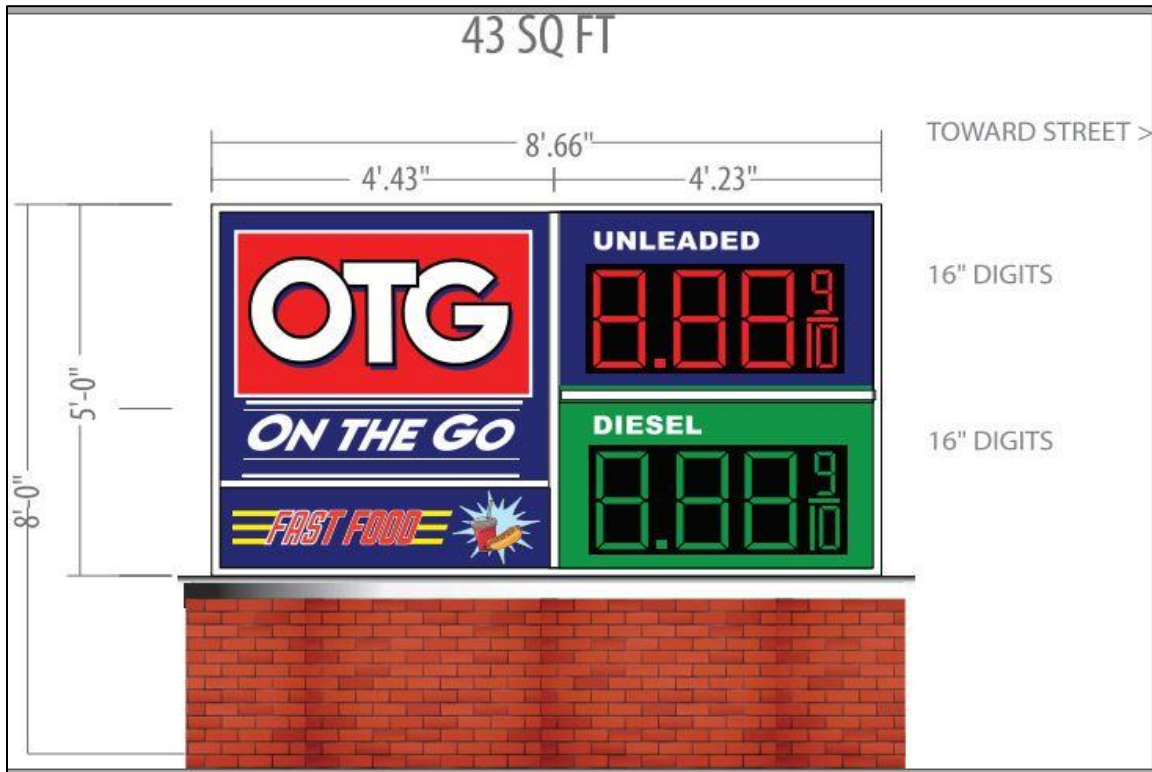 43 SQ FT
TOWARD STREET >
8'.66"
4'.43" 4'.23"
5'-0"
8'-0"
OTG
ON THE GO
FAST FOOD
UNLEADED
8.88 9/10
16" DIGITS
DIESEL
8.88 9/10
16" DIGITS